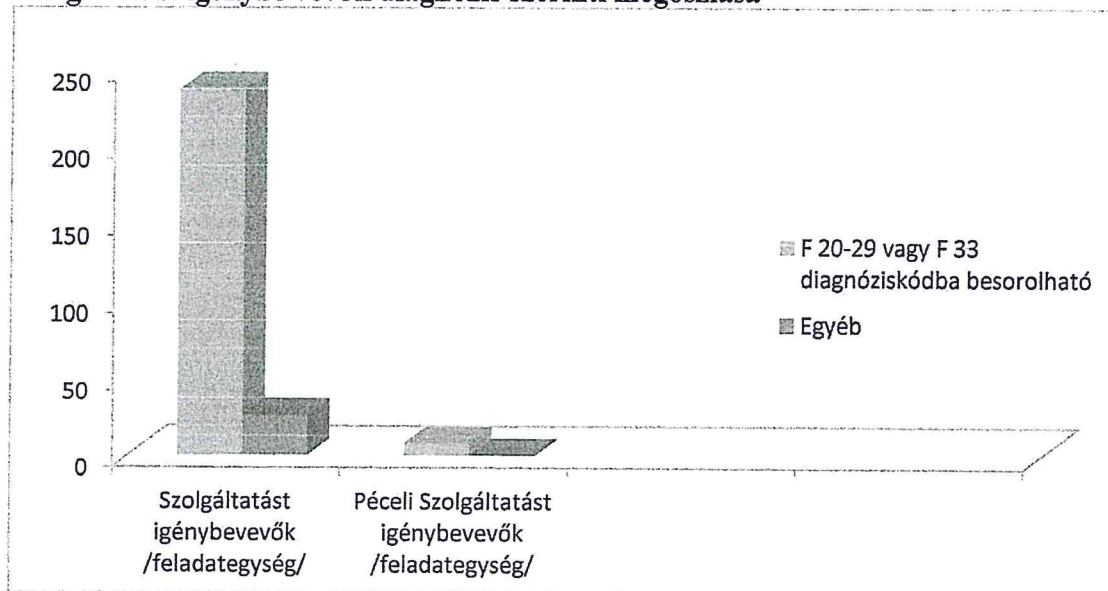 250
200
150
100
50
0
F 20-29 vagy F 33
diagnóziskódba besorolható
Egyéb
Szolgáltatást
igénybevevők
/feladategység/
Péceli Szolgáltatást
igénybevevők
/feladategység/